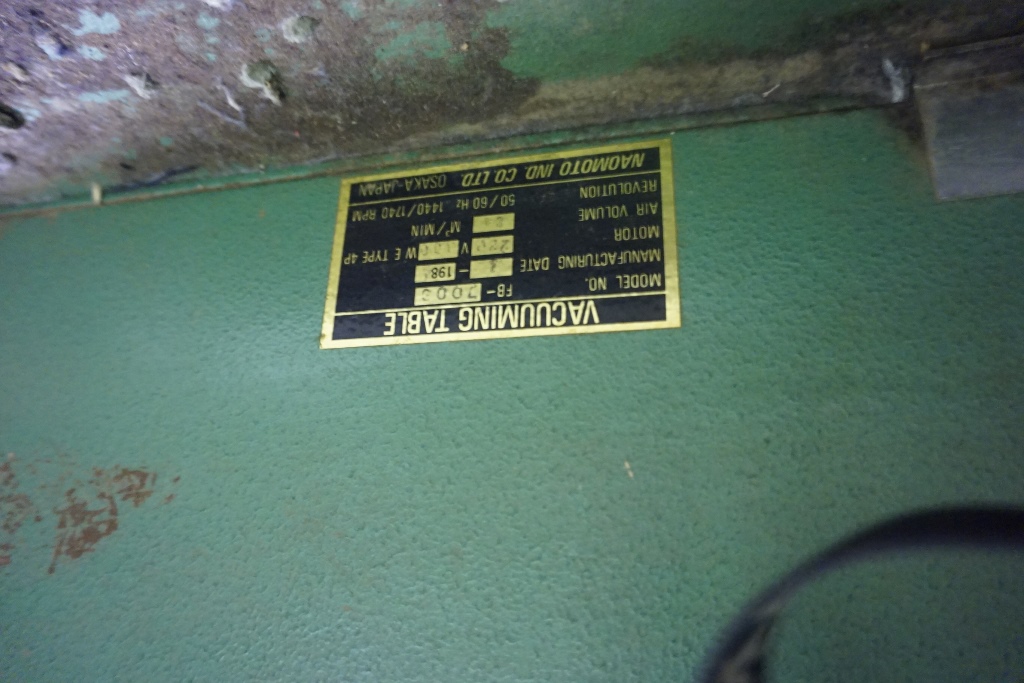 VACUUMING TABLE
MODEL NO. FB-
MANUFACTURING DATE - 198
MOTOR V W E TYPE 4P
AIR VOLUME M³/MIN
REVOLUTION 50/60 Hz 1440/1740 RPM
NAOMOTO IND. CO LTD. OSAKA-JAPAN